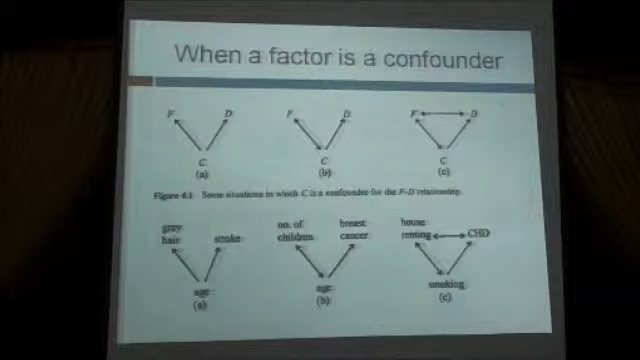 When a factor is a confounder
F D F D F D
C C C
(a) (b) (c)
Figure 4.1 Some situations in which C is a confounder for the F-D relationship.
grey hair stroke
no. of children breast cancer
house renting CHD
age age smoking
(a) (b) (c)